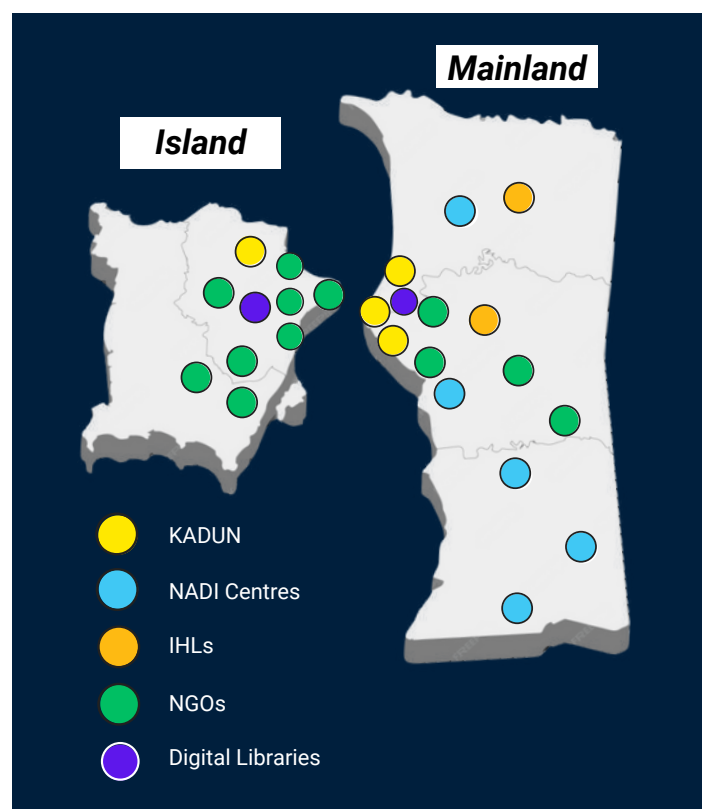 Mainland
Island
KADUN
NADI Centres
IHLs
NGOs
Digital Libraries